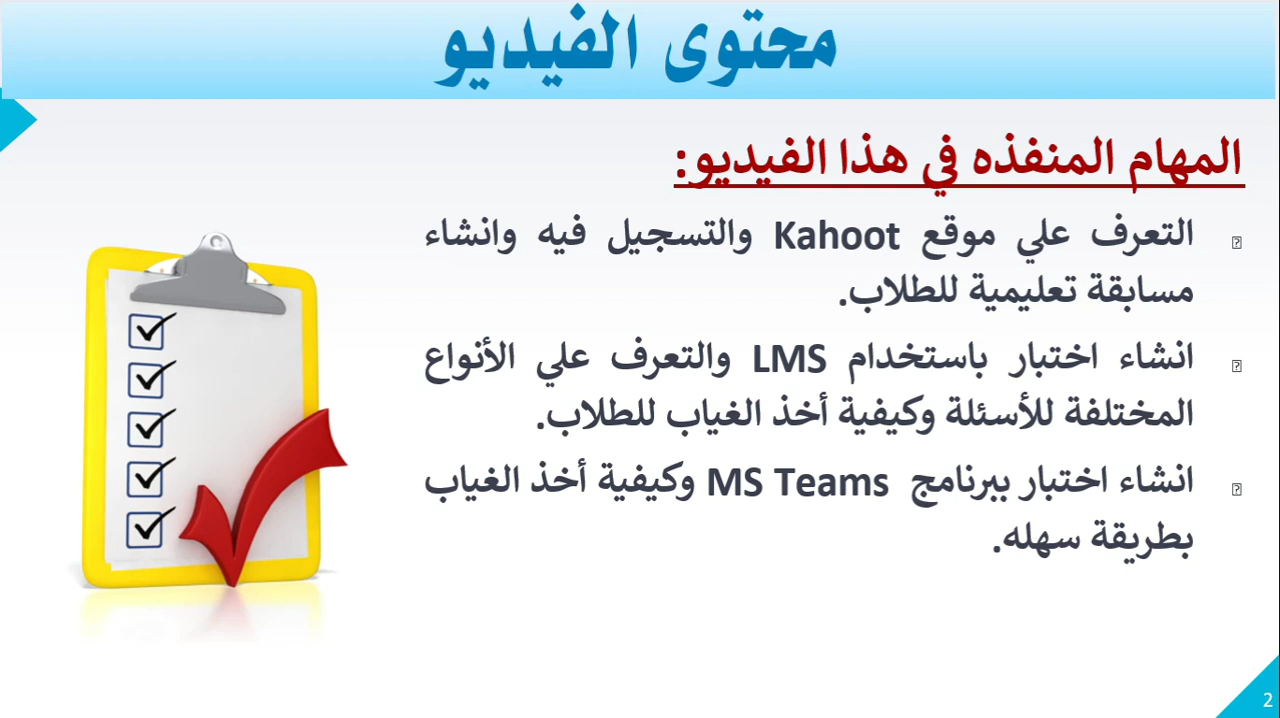 محتوى الفيديو
المهام المنفذه في هذا الفيديو:
التعرف علي موقع Kahoot والتسجيل فيه وانشاء
مسابقة تعليمية للطلاب.
انشاء اختبار باستخدام LMS والتعرف علي الأنواع
المختلفة للأسئلة وكيفية أخذ الغياب للطلاب.
انشاء اختبار ببرنامج MS Teams وكيفية أخذ الغياب
بطريقة سهله.
2